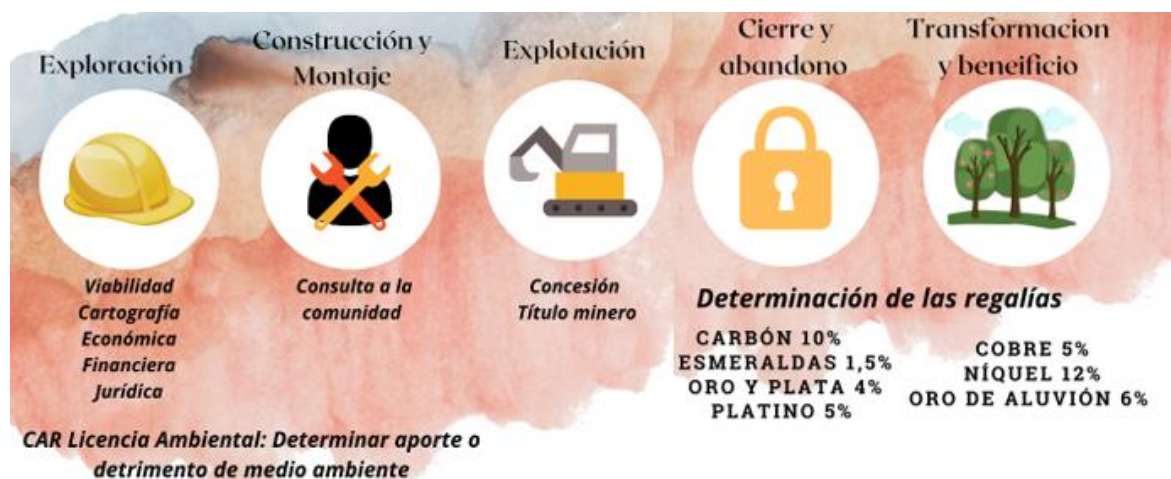 Exploración
Viabilidad
Cartografía
Económica
Financiera
Jurídica
Construcción y
Montaje
Consulta a la
comunidad
Explotación
Concesión
Título minero
Cierre y
abandono
Transformacion
y beneificio
Determinación de las regalías
CARBÓN 10%
ESMERALDAS 1,5%
ORO Y PLATA 4%
PLATINO 5%
COBRE 5%
NÍQUEL 12%
ORO DE ALUVIÓN 6%
CAR Licencia Ambiental: Determinar aporte o
detrimento de medio ambiente